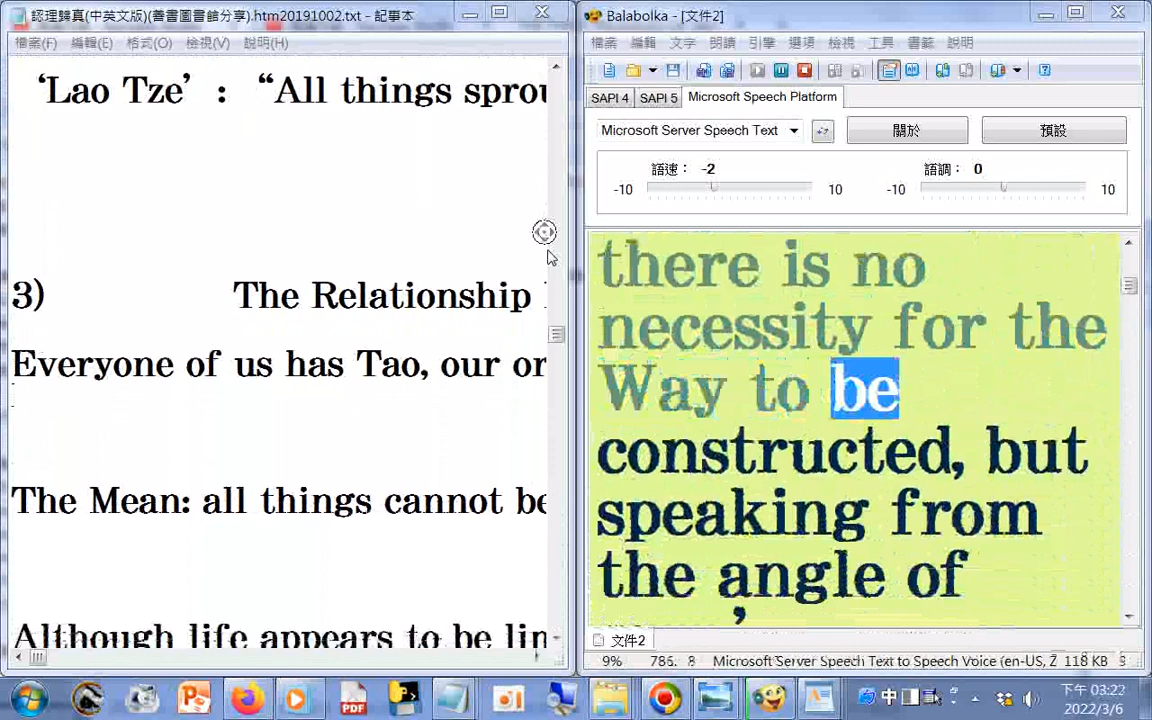 認理歸真(中英文版)(善書圖書館分享).htm20191002.txt - 記事本
檔案(F) 編輯(E) 格式(O) 檢視(V) 說明(H)
‘Lao Tze’ : “All things sprou
3) The Relationship
Everyone of us has Tao, our or
The Mean: all things cannot be
Although life appears to be lin
Balabolka - [文件2]
檔案 編輯 文字 朗讀 引擎 選項 檢視 工具 書籤 說明
SAPI 4 SAPI 5 Microsoft Speech Platform
Microsoft Server Speech Text 關於 預設
語速： -2 語調： 0
-10 10 -10 10
there is no
necessity for the
Way to be
constructed, but
speaking from
the angle of
文件2
9% 786. 8 Microsoft Server Speech Text to Speech Voice (en-US, Z 118 KB
中 下午 03:22
2022/3/6